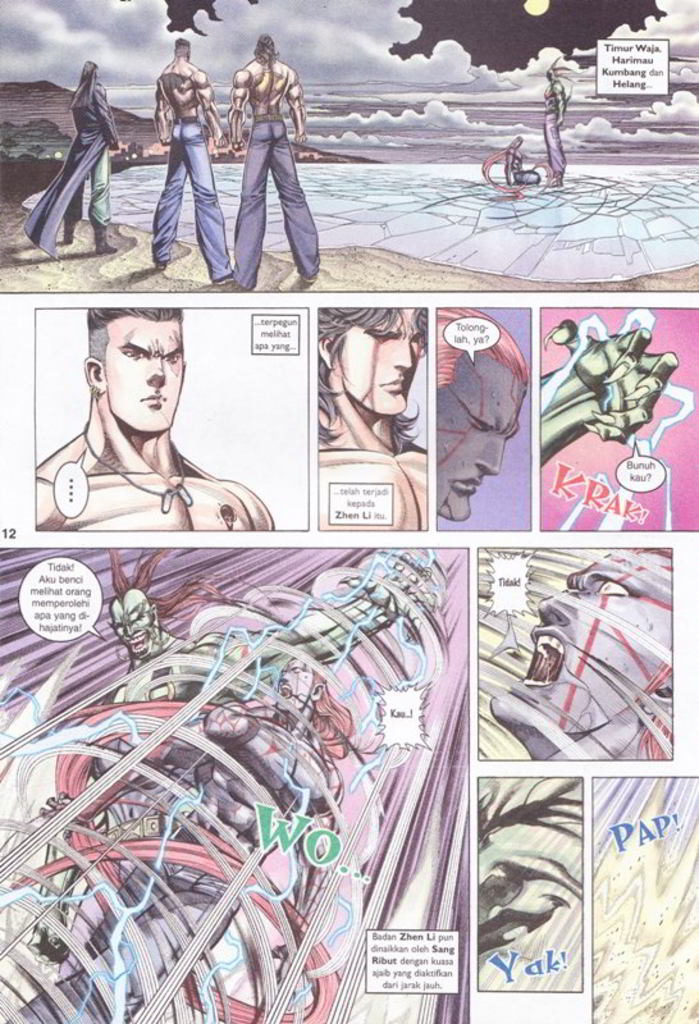 Timur Waja,
Harimau
Kumbang dan
Helang...
...terpegun
melihat
apa yang...
...
...telah terjadi
kepada
Zhen Li itu.
Tolong-
lah, ya?
Bunuh
kau?
KRAK!
12
Tidak!
Aku benci
melihat orang
memperolehi
apa yang di-
hajatinya!
Kau...!
WO...
Badan Zhen Li pun
dinaikkan oleh Sang
Ribut dengan kuasa
ajaib yang diaktifkan
dari jarak jauh.
Tidak!
Yak!
PAP!